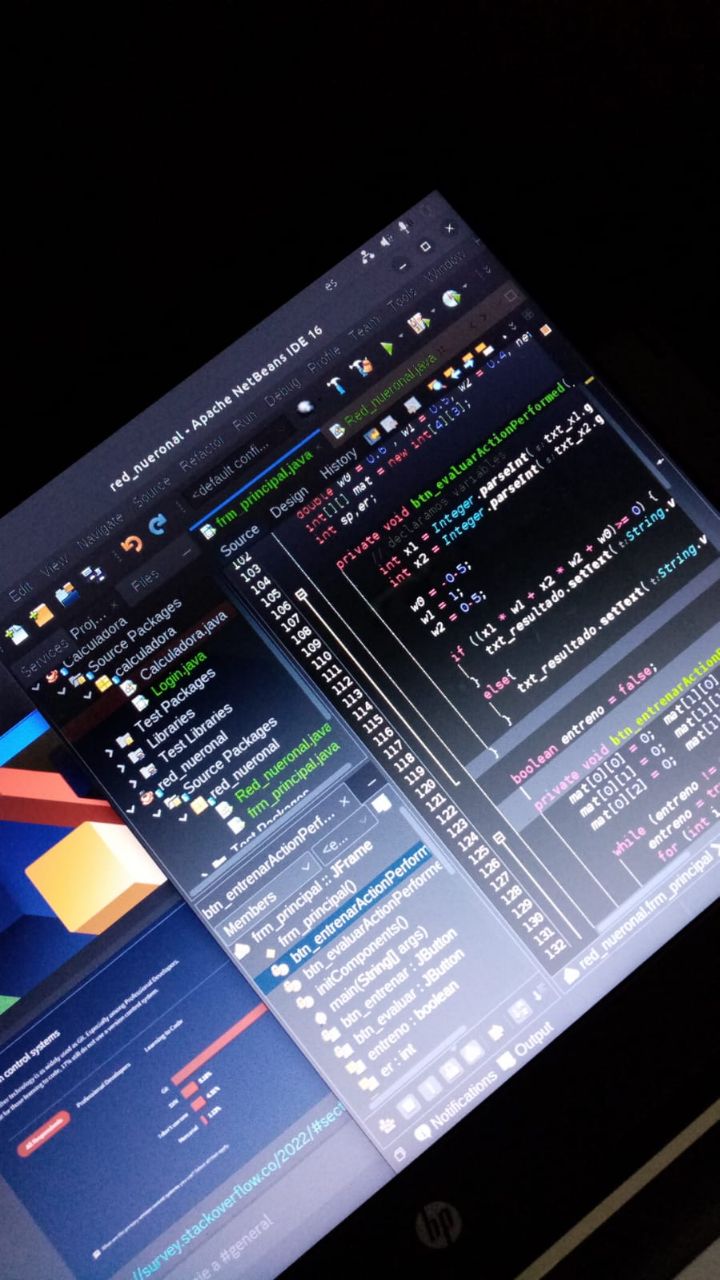 es
red_nueronal - Apache NetBeans IDE 16
Edit View Navigate Source Refactor Run Debug Profile Team Tools Window
<default confi...
Services Proj... Files
Calculadora
Source Packages
calculadora
Calculadora.java
Login.java
Test Packages
Libraries
Test Libraries
red_nueronal
Source Packages
red_nueronal
Red_nueronal.java
frm_principal.java
frm_principal.java Red_nueronal.java
Source Design History
102
103
104
105
106
107
108
109
110
111
112
113
114
115
116
117
118
119
120
121
122
123
124
125
126
127
128
129
130
131
132
double w0 = 0.6 , w1 = 0.5, w2 = 0.4, ne
int[][] mat = new int[4][3];
int sp,er;
private void btn_evaluarActionPerformed(
// declaramos variables
int x1 = Integer.parseInt(s:txt_x1.g
int x2 = Integer.parseInt(s:txt_x2.g
w0 = -0.5;
w1 = 1;
w2 = 0.5;
if ((x1 * w1 + x2 * w2 + w0)>= 0) {
txt_resultado.setText(t:String.v
}
else{
txt_resultado.setText(t:String.v
}
}
boolean entreno = false;
private void btn_entrenarActionP
mat[0][0] = 0; mat[1][0
mat[0][1] = 0; mat[1]
mat[0][2] = 0; mat[1
while (entreno !=
entreno = tr
for (int
red_nueronal.frm_principal
btn_entrenarActionPerf...
Members <e...
frm_principal :: JFrame
frm_principal()
btn_entrenarActionPerform
btn_evaluarActionPerforme
initComponents()
main(String[] args)
btn_entrenar : JButton
btn_evaluar : JButton
entreno : boolean
er : int
Notifications Output
control systems
All Respondents Professional Developers Learning to Code
Git
//survey.stackoverflow.co/2022/#sect
#general
hp